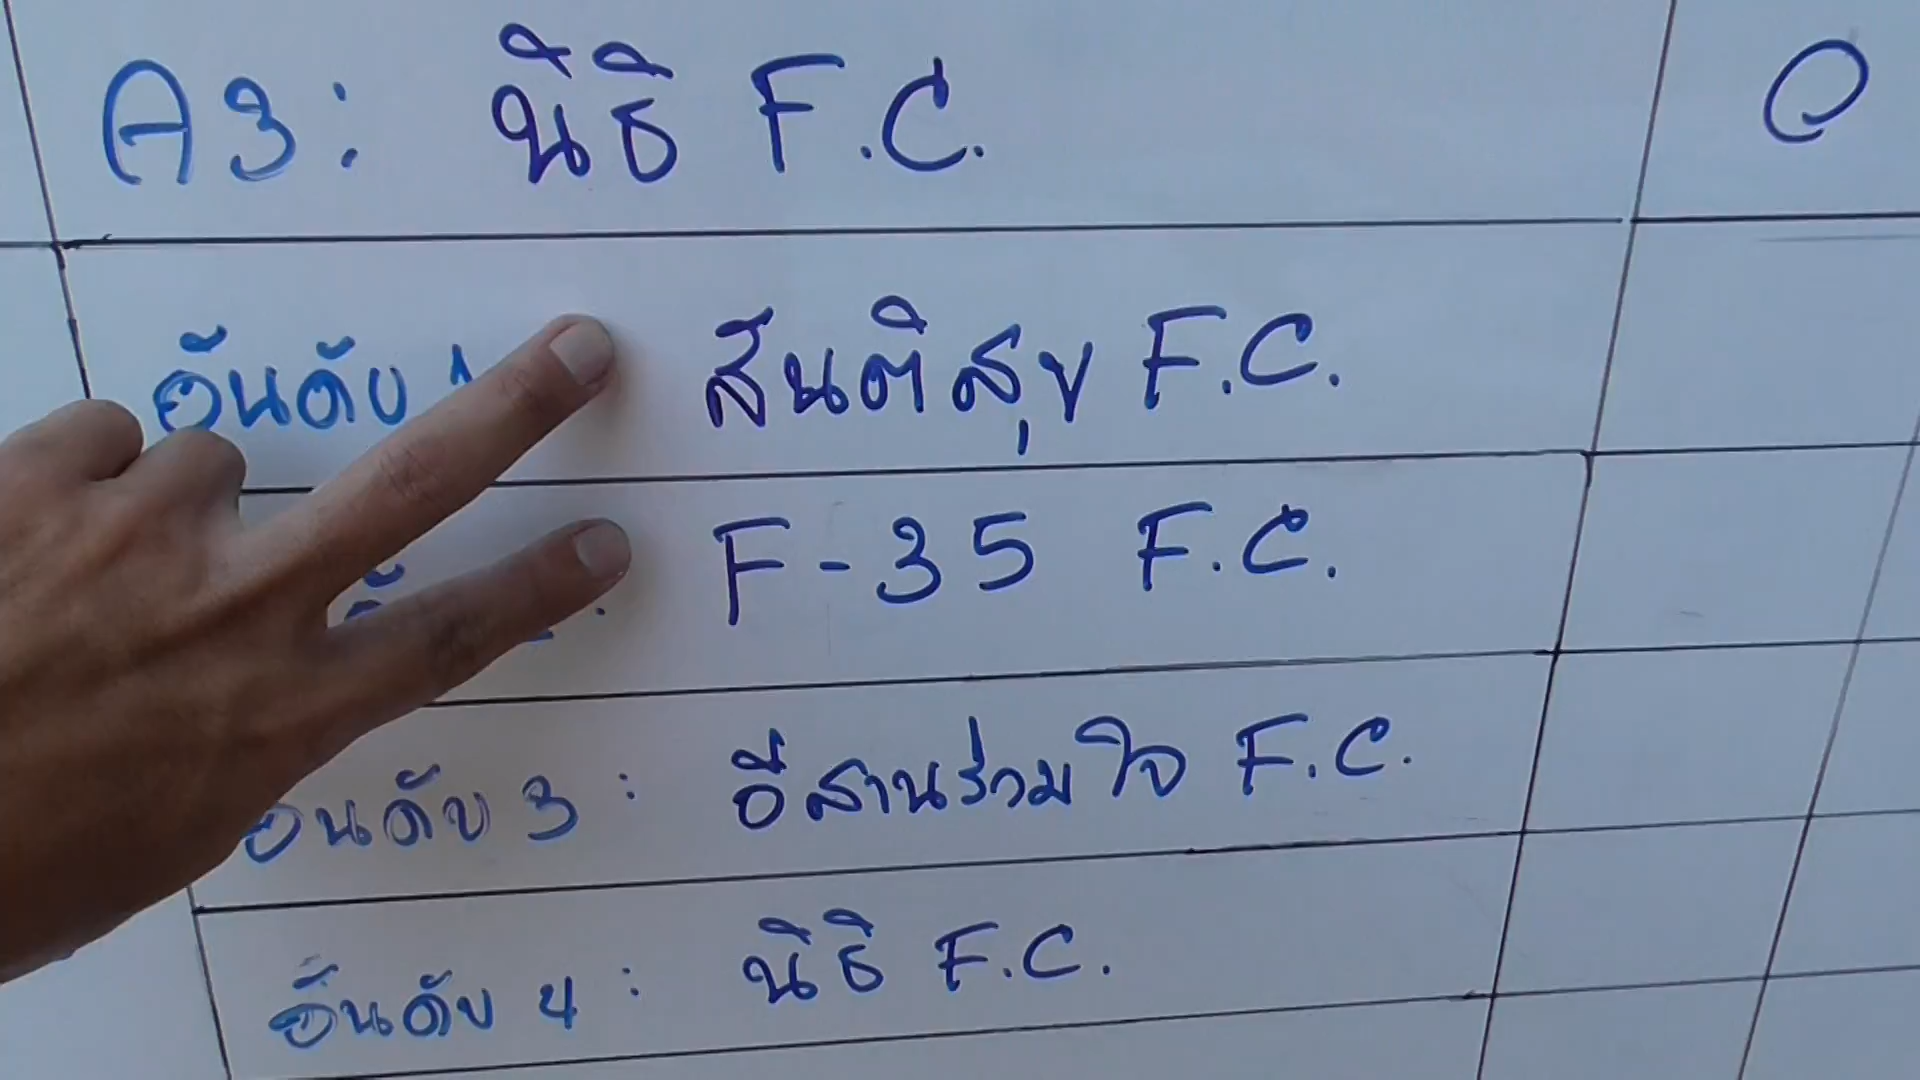 A3: นิธิ F.C. 0
อันดับ 1 สันติสุข F.C.
F-35 F.C.
อันดับ 3 : อีสานร่วมใจ F.C.
อันดับ 4 : นิธิ F.C.